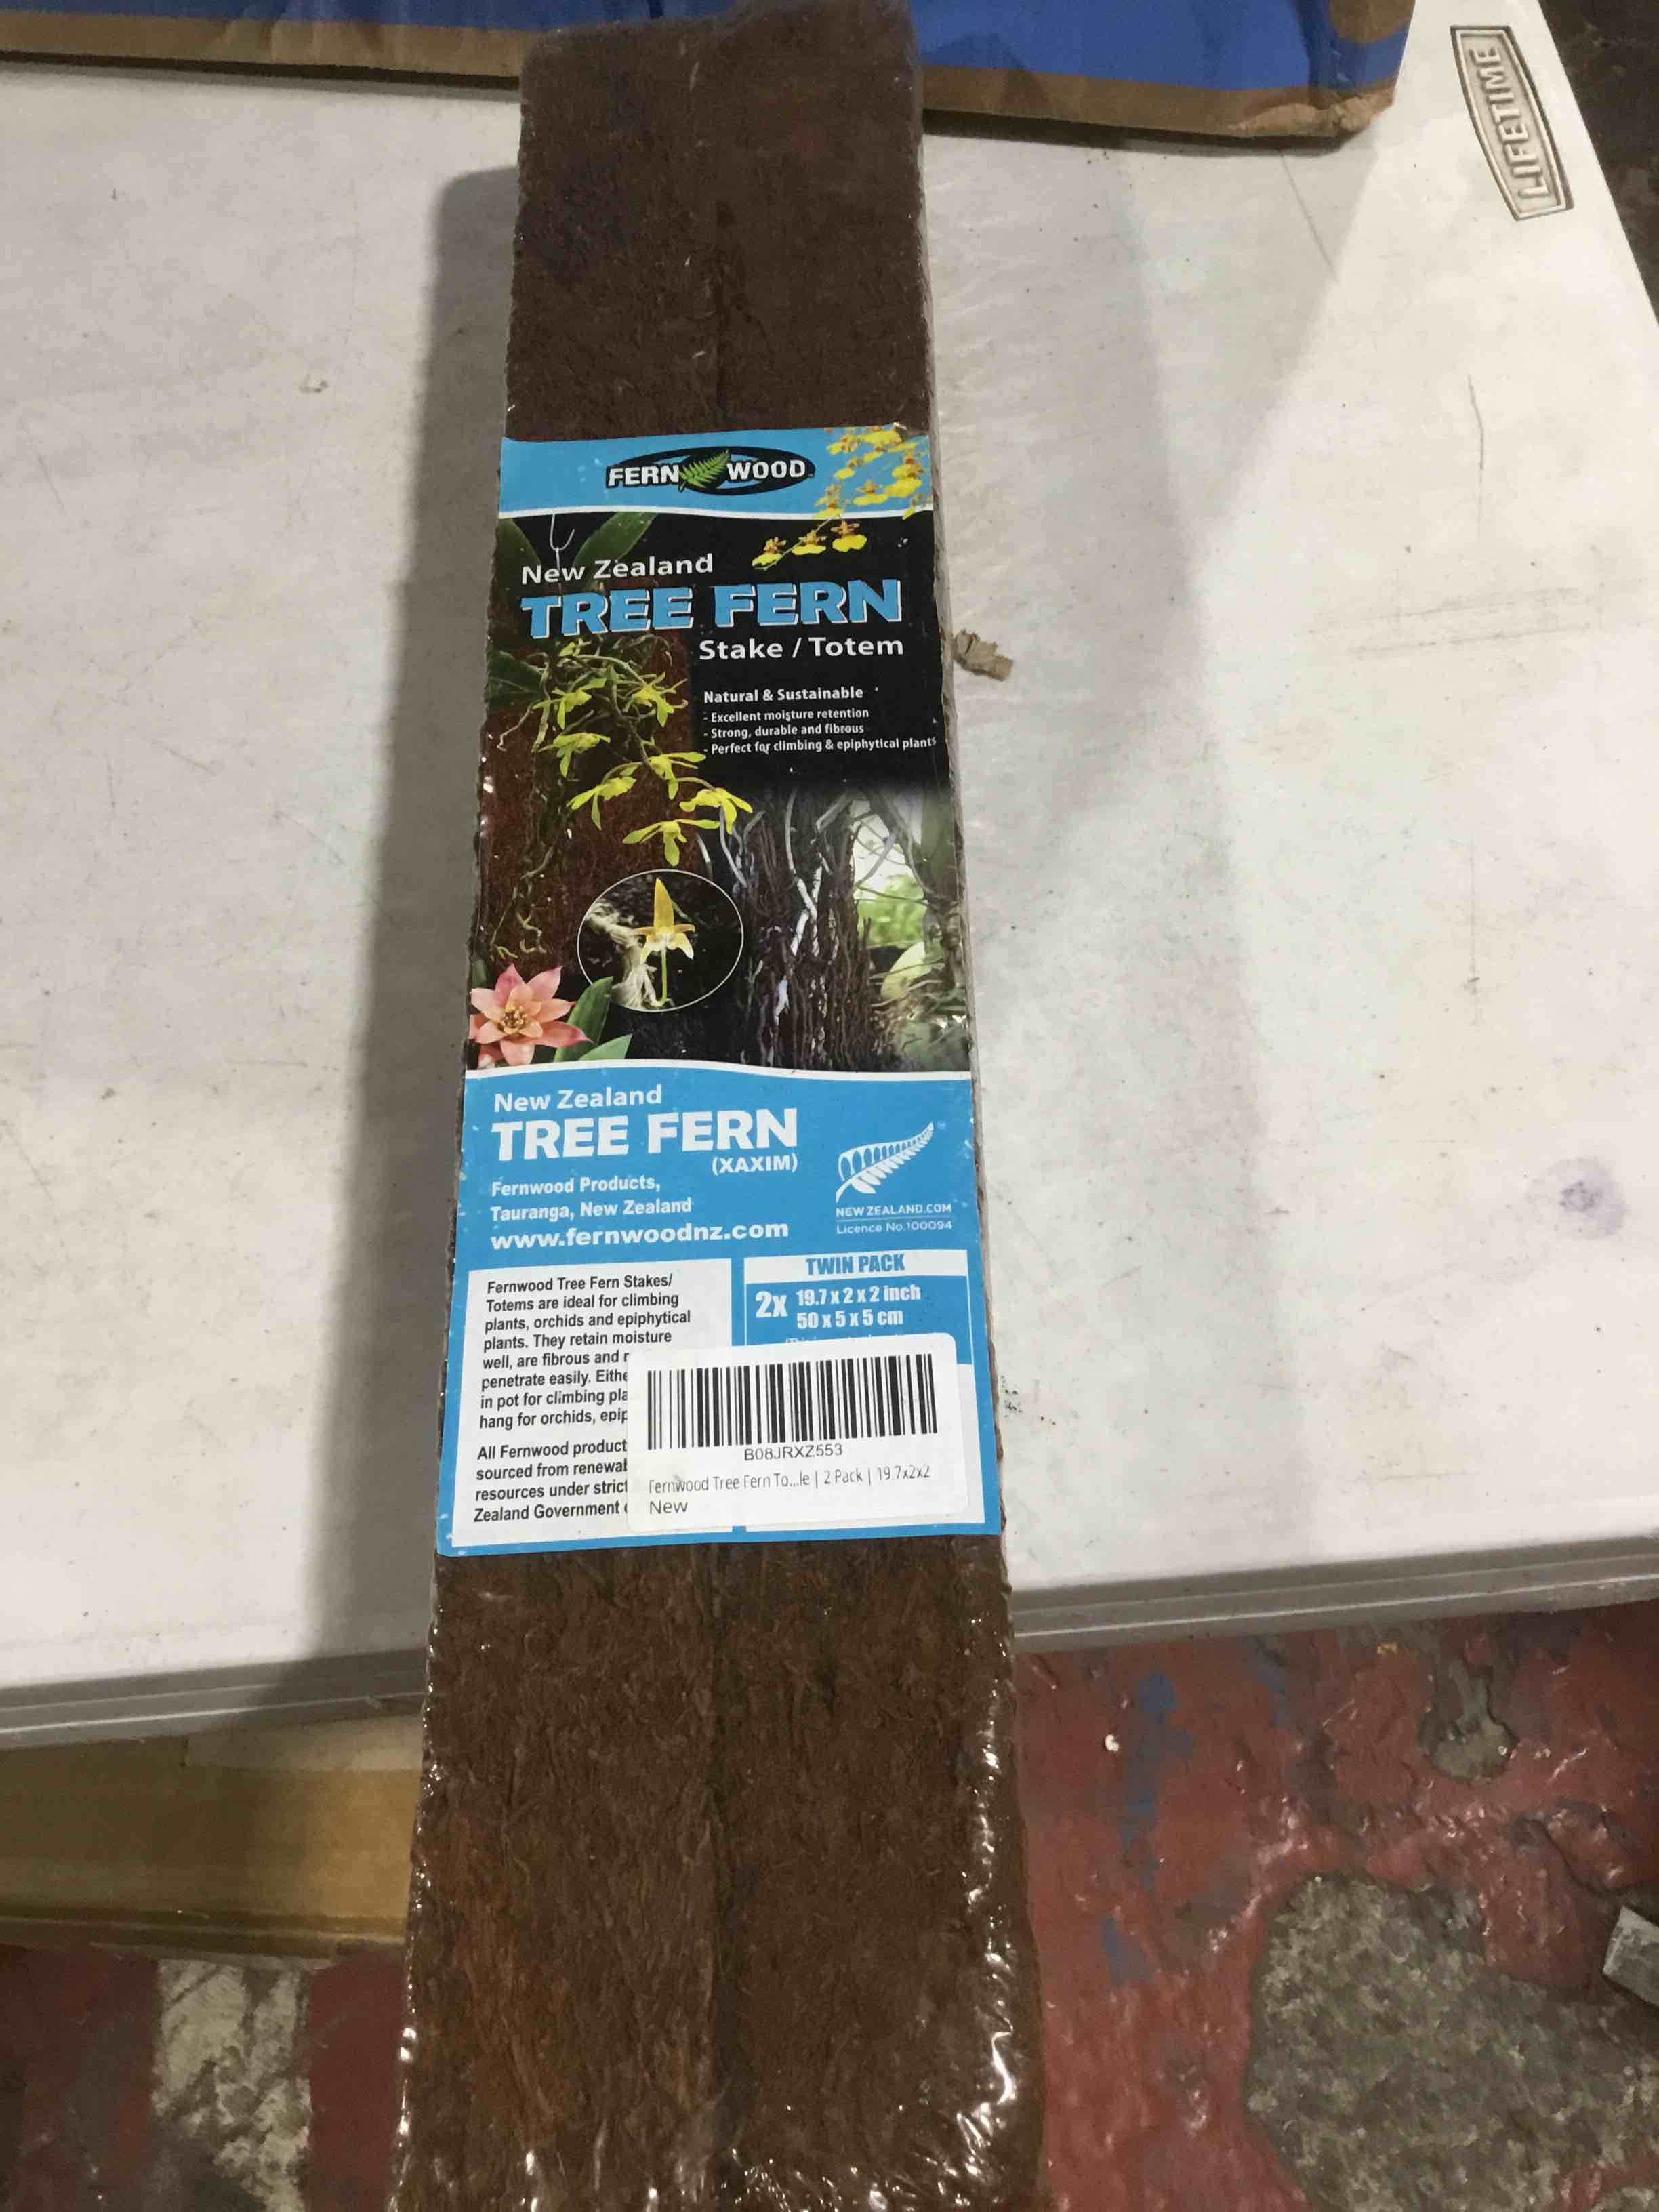 LIFETIME
FERN WOOD
New Zealand
TREE FERN
Stake / Totem
Natural & Sustainable
- Excellent moisture retention
- Strong, durable and fibrous
- Perfect for climbing & epiphytical plants
New Zealand
TREE FERN
(XAXIM)
Fernwood Products,
Tauranga, New Zealand
www.fernwoodnz.com
NEWZEALAND.COM
Licence No.100094
Fernwood Tree Fern Stakes/
Totems are ideal for climbing
plants, orchids and epiphytical
plants. They retain moisture
well, are fibrous and
penetrate easily.
in pot for climbing
hang for orchids,
All Fernwood product
sourced from
resources under strict
Zealand Government
TWIN PACK
2x 19.7 x 2 x 2 inch
50 x 5 x 5 cm
B08JRXZ553
Fernwood Tree Fern To...le | 2 Pack | 19.7x2x2
New